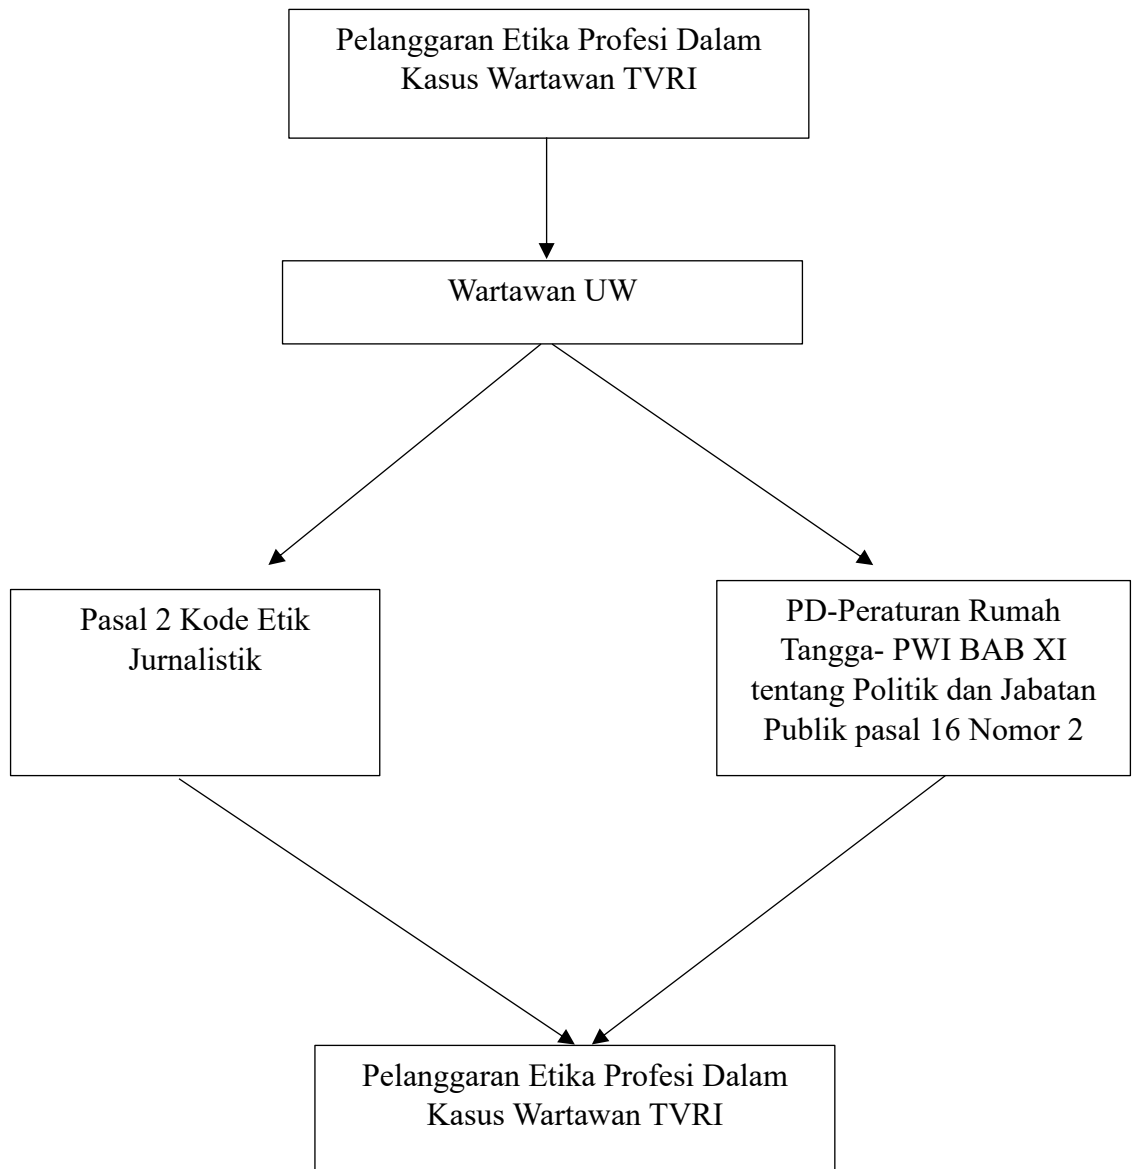 Pelanggaran Etika Profesi Dalam
Kasus Wartawan TVRI
Wartawan UW
Pasal 2 Kode Etik
Jurnalistik
PD-Peraturan Rumah
Tangga- PWI BAB XI
tentang Politik dan Jabatan
Publik pasal 16 Nomor 2
Pelanggaran Etika Profesi Dalam
Kasus Wartawan TVRI